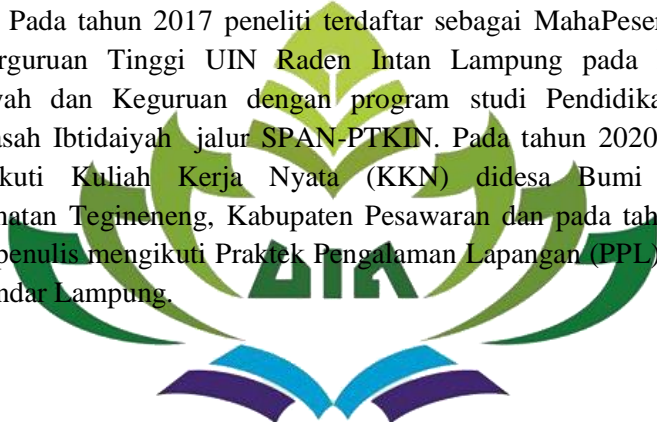 Pada tahun 2017 peneliti terdaftar sebagai MahaPeser
rguruan Tinggi UIN Raden Intan Lampung pada
yah dan Keguruan dengan program studi Pendidika
asah Ibtidaiyah jalur SPAN-PTKIN. Pada tahun 2020
kuti Kuliah Kerja Nyata (KKN) didesa Bumi
natan Tegineneng, Kabupaten Pesawaran dan pada tah
penulis mengikuti Praktek Pengalaman Lapangan (PPL)
ndar Lampung.